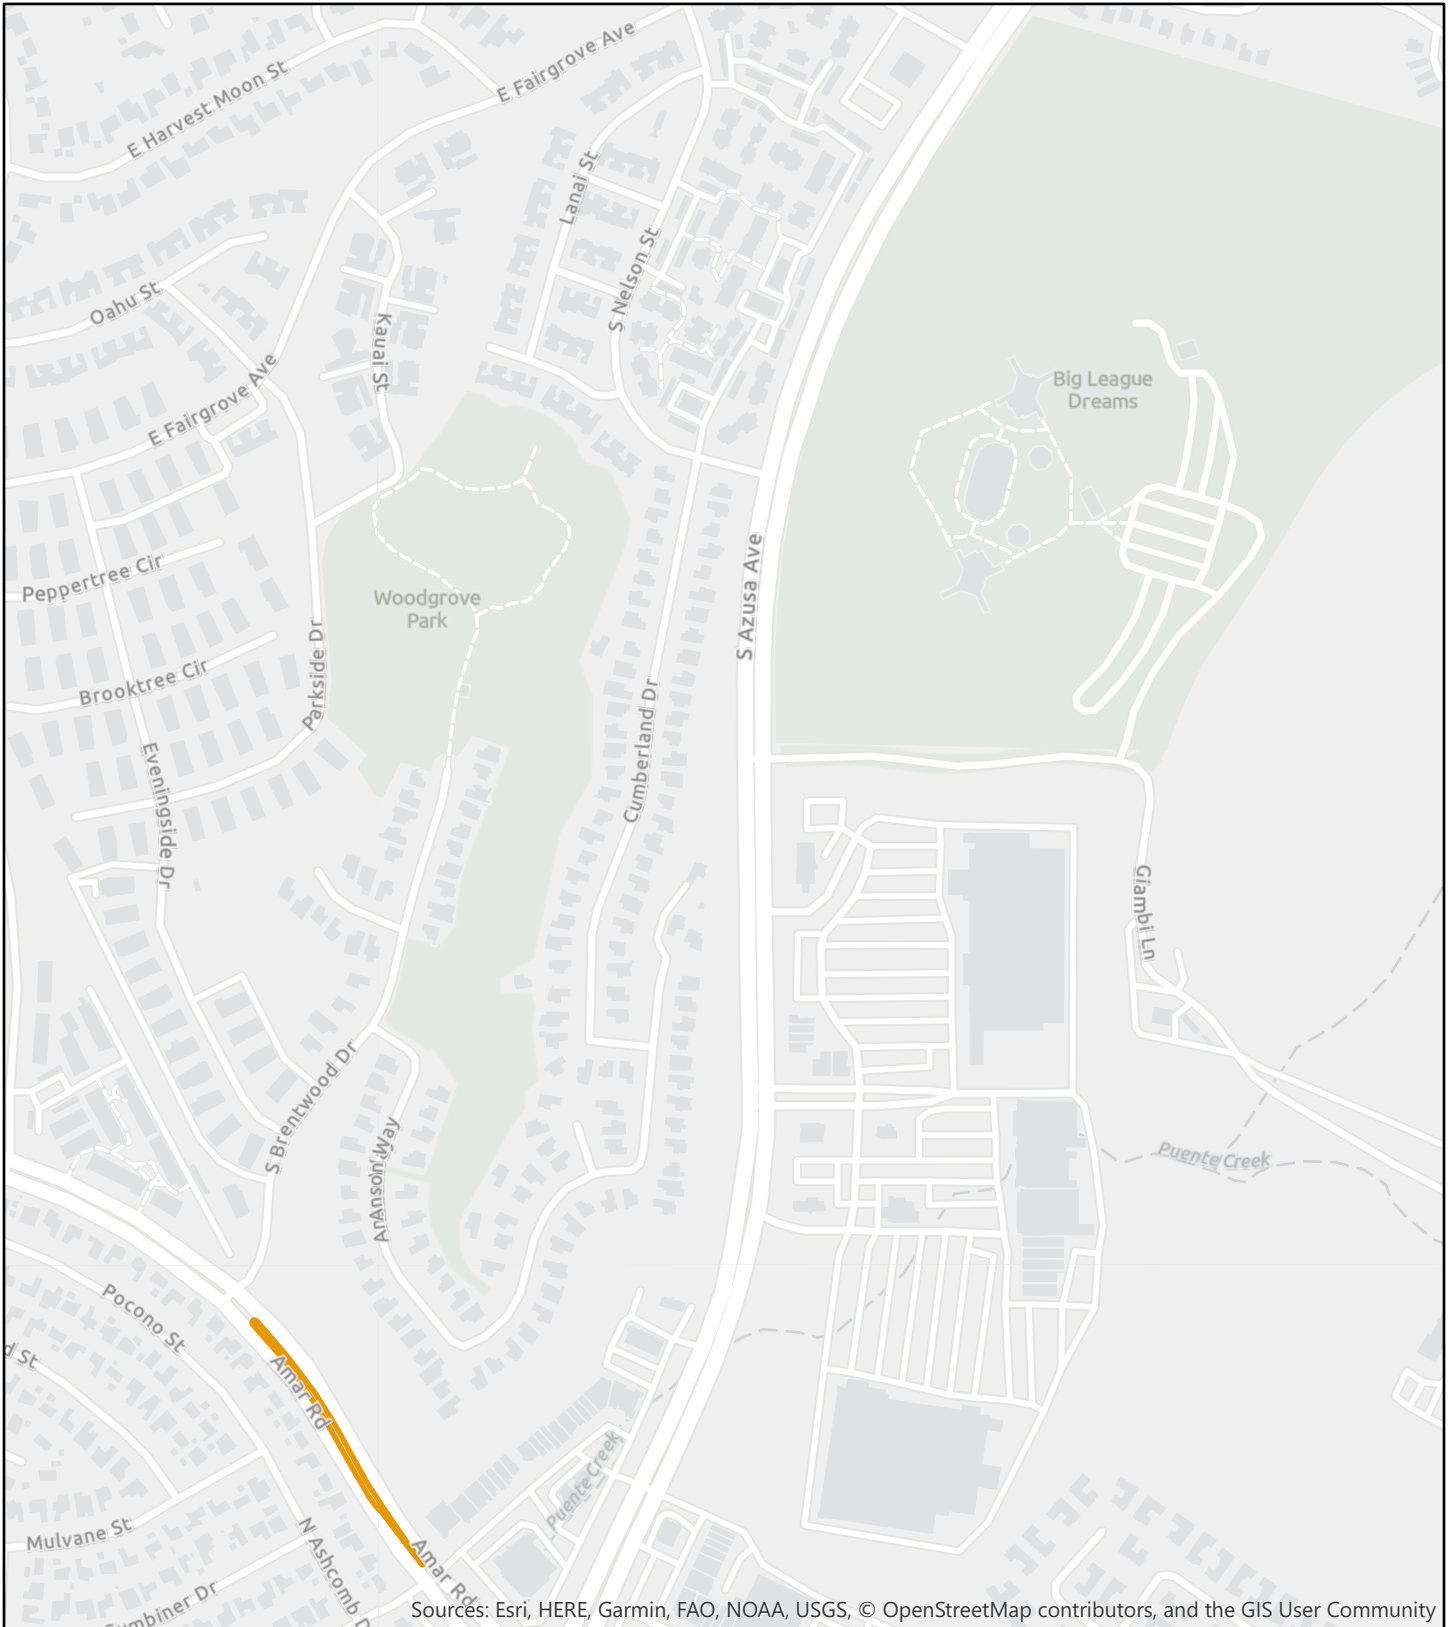 E Fairgrove Ave
E Harvest Moon St
Lanai St
S Nelson St
Oahu St
Kauai St
E Fairgrove Ave
Big League
Dreams
S Azusa Ave
Peppertree Cir
Woodgrove
Park
Parkside Dr
Brooktree Cir
Cumberland Dr
Eveningside Dr
Giambi Ln
S Brentwood Dr
Anson Way
Puente Creek
Pocono St
d St
Amar Rd
Puente Creek
Mulvane St
N Ashcomb D
Amar Rd
umbiner Dr
Sources: Esri, HERE, Garmin, FAO, NOAA, USGS, © OpenStreetMap contributors, and the GIS User Community